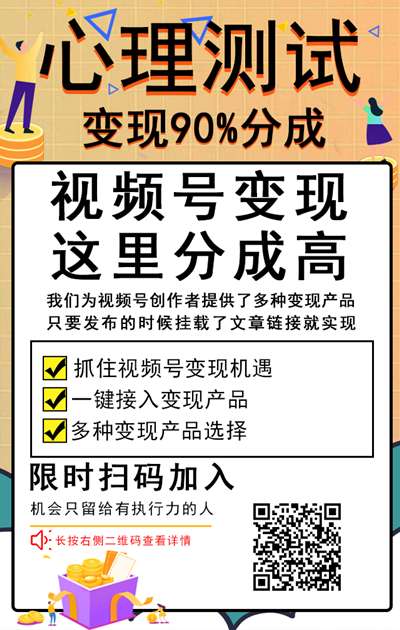 心理测试
变现90%分成
视频号变现
这里分成高
我们为视频号创作者提供了多种变现产品
只要发布的时候挂载了文章链接就实现
抓住视频号变现机遇
一键接入变现产品
多种变现产品选择
限时扫码加入
机会只留给有执行力的人
长按右侧二维码查看详情